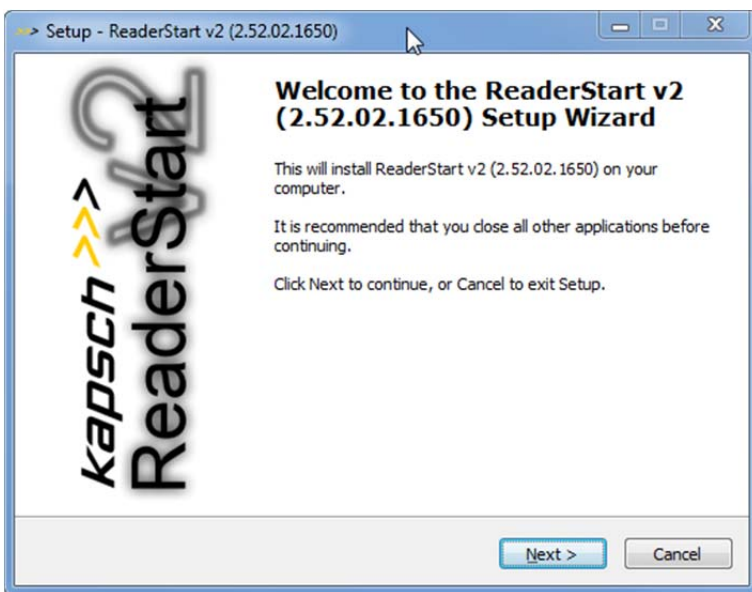 Setup - ReaderStart v2 (2.52.02.1650)
kapsch >>>
ReaderStart
v2
Welcome to the ReaderStart v2
(2.52.02.1650) Setup Wizard
This will install ReaderStart v2 (2.52.02.1650) on your
computer.
It is recommended that you close all other applications before
continuing.
Click Next to continue, or Cancel to exit Setup.
Next >
Cancel